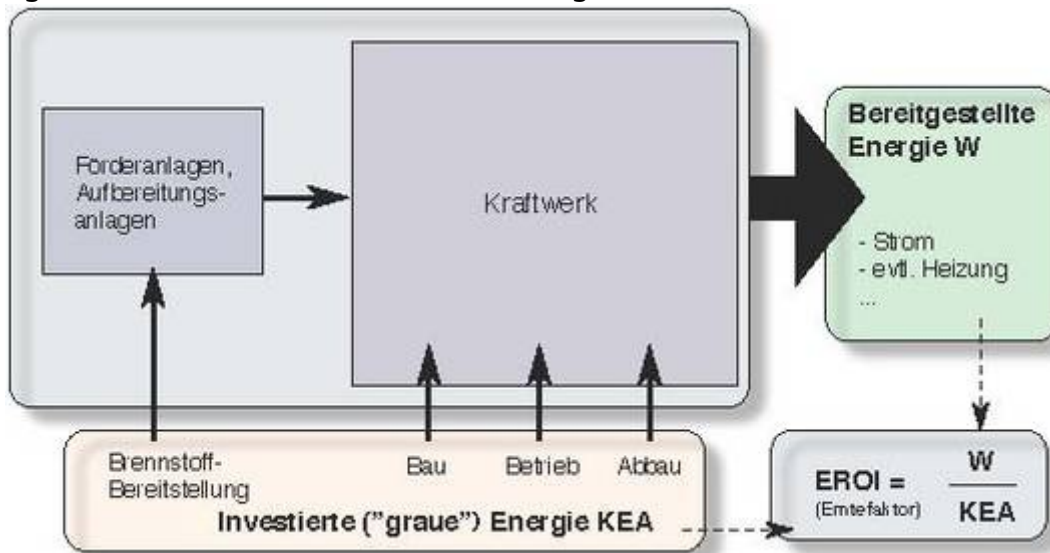 Förderanlagen,
Aufbereitungs-
anlagen
Kraftwerk
Bereitgestellte
Energie W
- Strom
- evtl. Heizung
...
Brennstoff-
Bereitstellung
Bau
Betrieb
Abbau
Investierte ("graue") Energie KEA
EROI =
(Erntefaktor)
W
KEA